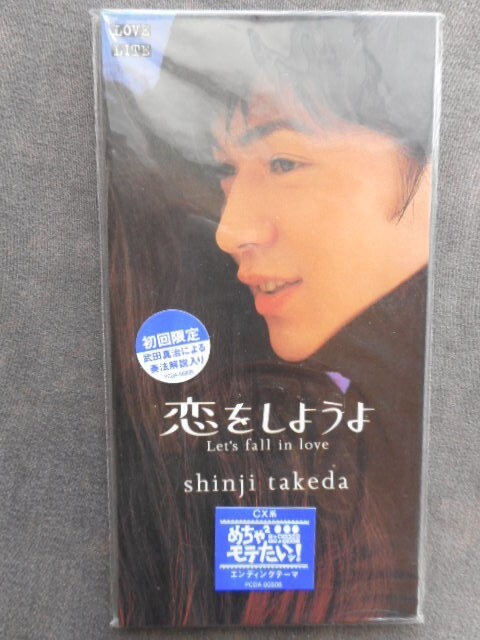 LOVE
LITE
初回限定
武田真治による
奏法解説入り
恋をしようよ
Let's fall in love
shinji takeda
CX系
めちゃ²
モテたいッ!
エンディングテーマ